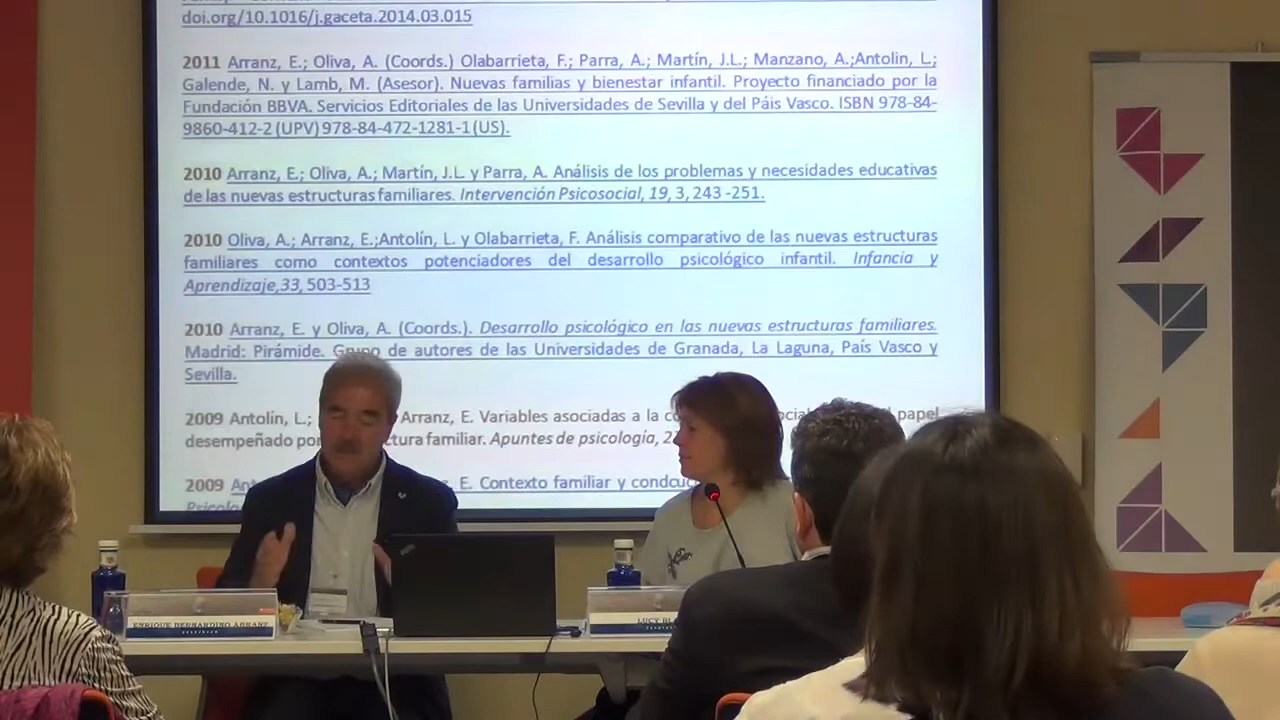 doi.org/10.1016/j.gaceta.2014.03.015
2011 Arranz, E.; Oliva, A. (Coords.) Olabarrieta, F.; Parra, A.; Martín, J.L.; Manzano, A.;Antolin, L.;
Galende, N. y Lamb, M. (Asesor). Nuevas familias y bienestar infantil. Proyecto financiado por la
Fundación BBVA. Servicios Editoriales de las Universidades de Sevilla y del Páis Vasco. ISBN 978-84-
9860-412-2 (UPV) 978-84-472-1281-1 (US).
2010 Arranz, E.; Oliva, A.; Martín, J.L. y Parra, A. Análisis de los problemas y necesidades educativas
de las nuevas estructuras familiares. Intervención Psicosocial, 19, 3, 243 -251.
2010 Oliva, A.; Arranz, E.;Antolín, L. y Olabarrieta, F. Análisis comparativo de las nuevas estructuras
familiares como contextos potenciadores del desarrollo psicológico infantil. Infancia y
Aprendizaje,33, 503-513
2010 Arranz, E. y Oliva, A. (Coords.). Desarrollo psicológico en las nuevas estructuras familiares.
Madrid: Pirámide. Grupo de autores de las Universidades de Granada, La Laguna, País Vasco y
Sevilla.
2009 Antolín, L.; Arranz, E. Variables asociadas a la papel
desempeñado familiar. Apuntes de psicología,
2009 E. Contexto familiar y
ENRIQUE BERNARDINO ARRANZ
LUCY